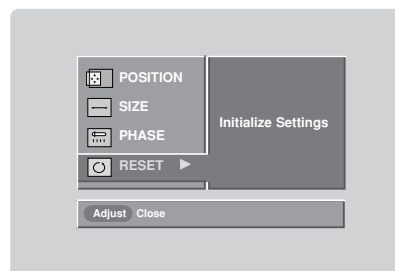 POSITION
SIZE
PHASE
RESET
Initialize Settings
Adjust Close